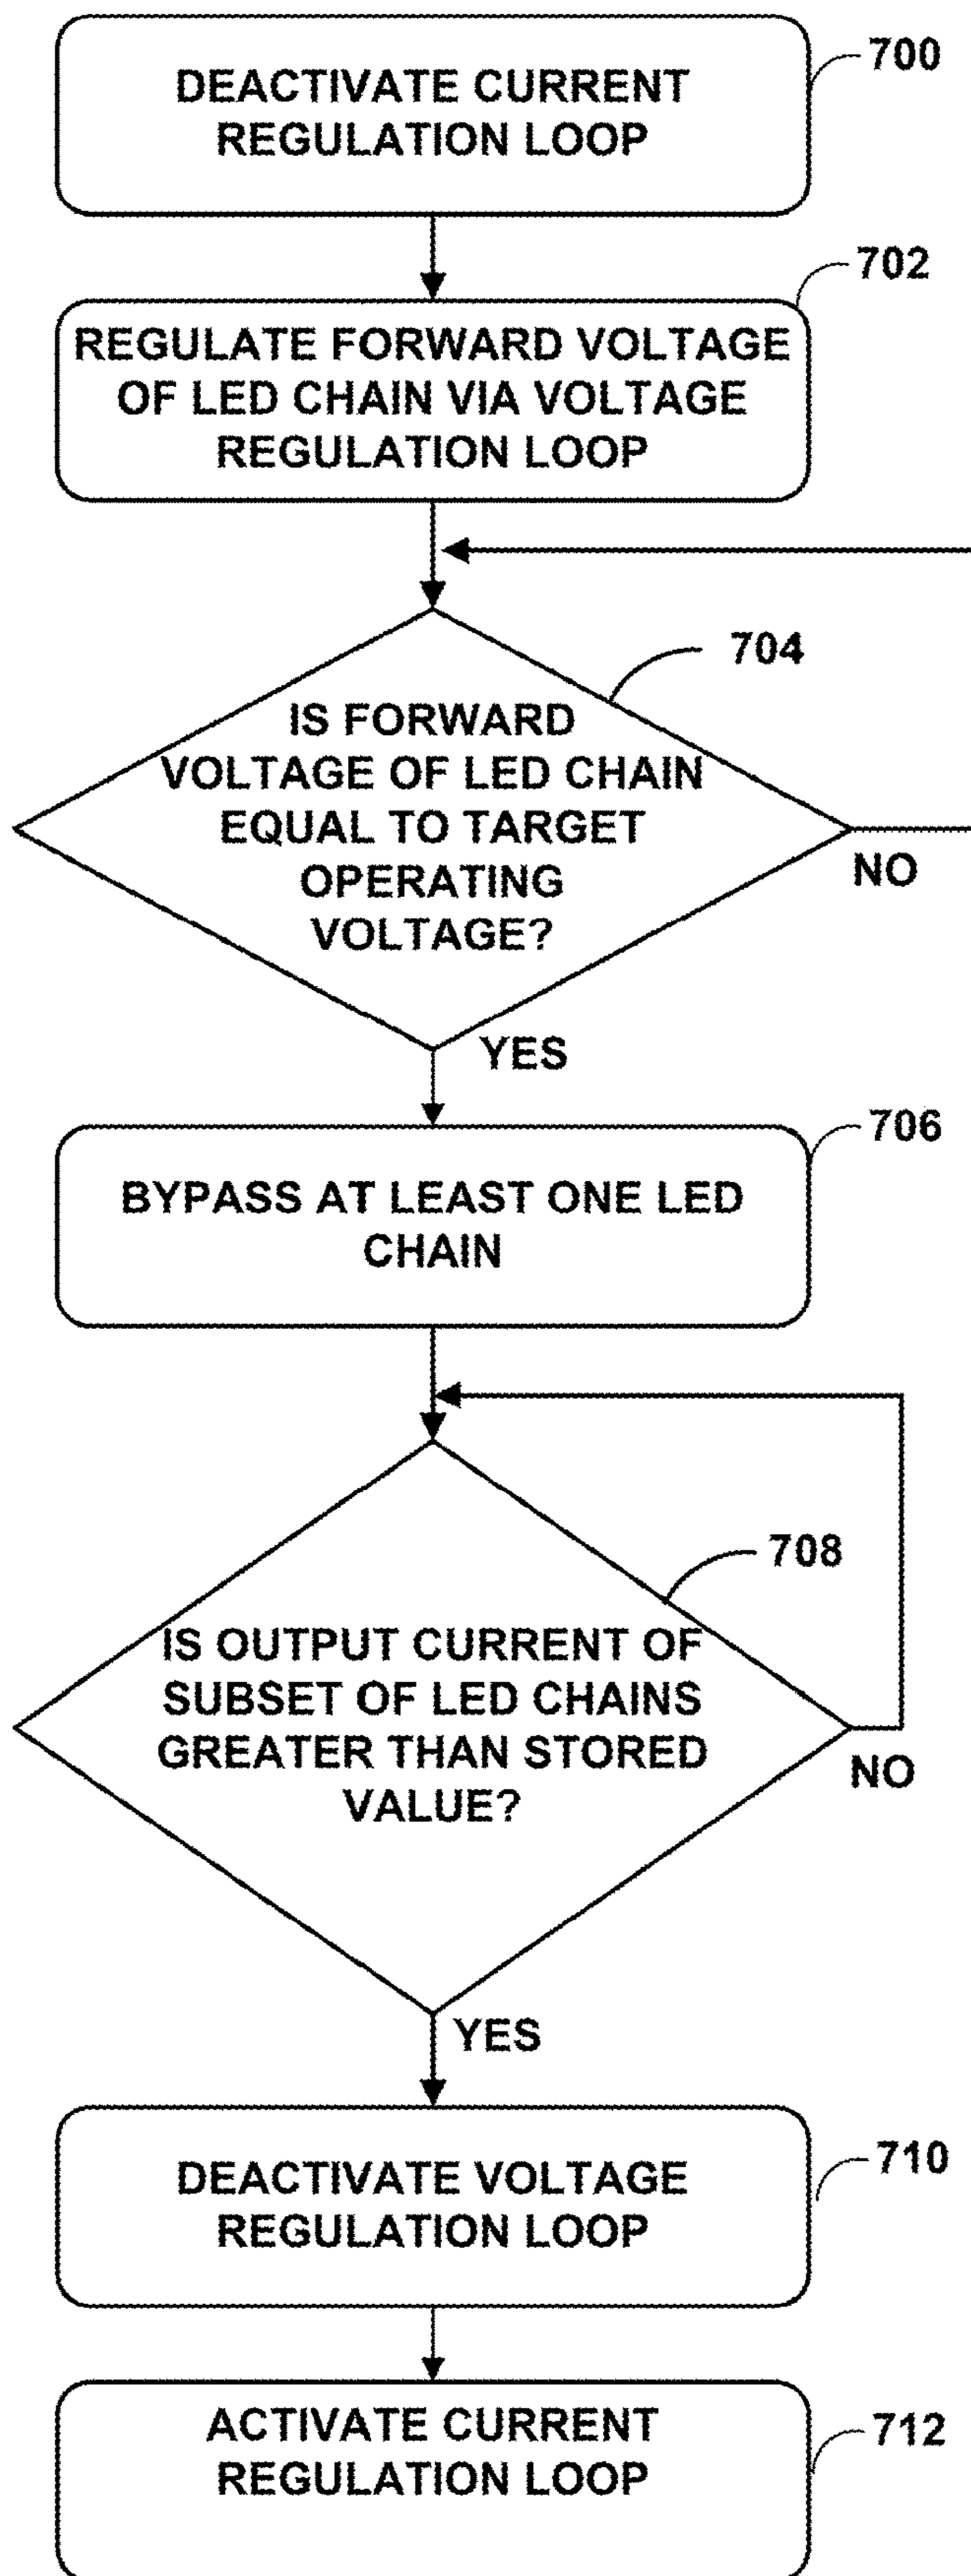 DEACTIVATE CURRENT
REGULATION LOOP
700
REGULATE FORWARD VOLTAGE
OF LED CHAIN VIA VOLTAGE
REGULATION LOOP
702
IS FORWARD
VOLTAGE OF LED CHAIN
EQUAL TO TARGET
OPERATING
VOLTAGE?
704
NO
YES
BYPASS AT LEAST ONE LED
CHAIN
706
IS OUTPUT CURRENT OF
SUBSET OF LED CHAINS
GREATER THAN STORED
VALUE?
708
NO
YES
DEACTIVATE VOLTAGE
REGULATION LOOP
710
ACTIVATE CURRENT
REGULATION LOOP
712